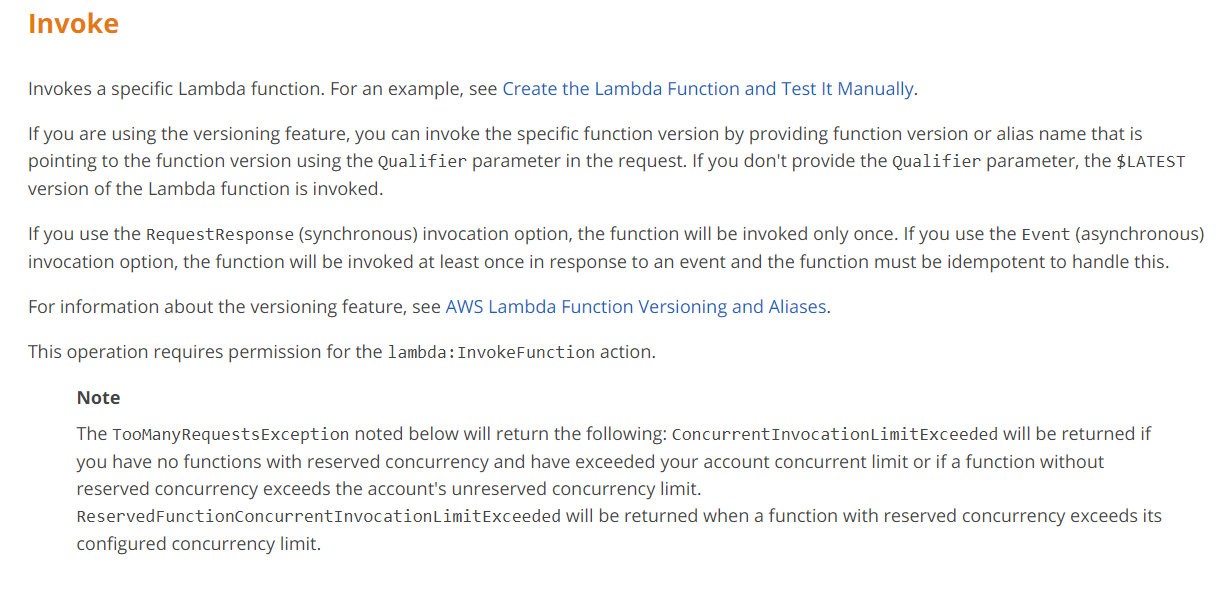 Invoke
Invokes a specific Lambda function. For an example, see Create the Lambda Function and Test It Manually.
If you are using the versioning feature, you can invoke the specific function version by providing function version or alias name that is
pointing to the function version using the Qualifier parameter in the request. If you don't provide the Qualifier parameter, the $LATEST
version of the Lambda function is invoked.
If you use the RequestResponse (synchronous) invocation option, the function will be invoked only once. If you use the Event (asynchronous)
invocation option, the function will be invoked at least once in response to an event and the function must be idempotent to handle this.
For information about the versioning feature, see AWS Lambda Function Versioning and Aliases.
This operation requires permission for the lambda:InvokeFunction action.
Note
The TooManyRequestsException noted below will return the following: ConcurrentInvocationLimitExceeded will be returned if
you have no functions with reserved concurrency and have exceeded your account concurrent limit or if a function without
reserved concurrency exceeds the account's unreserved concurrency limit.
ReservedFunctionConcurrentInvocationLimitExceeded will be returned when a function with reserved concurrency exceeds its
configured concurrency limit.